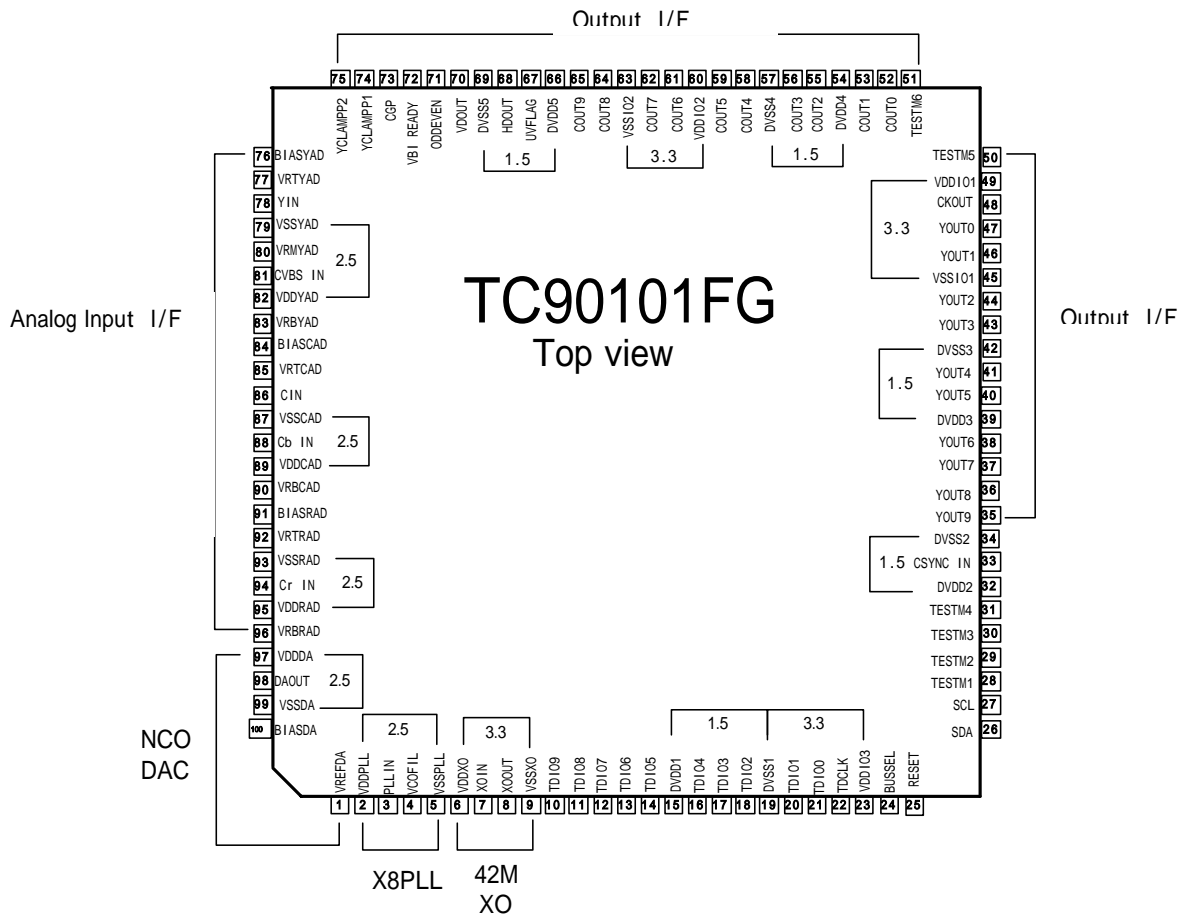 Output I/F
75 74 73 72 71 70 69 68 67 66 65 64 63 62 61 60 59 58 57 56 55 54 53 52 51
YCLAMPP2 YCLAMPP1 CGP VBI READY ODDEVEN VDOUT DVSS5 HDOUT UVFLAG DVDD5 COUT9 COUT8 VSSIO2 COUT7 COUT6 VDDIO2 COUT5 COUT4 DVSS4 COUT3 COUT2 DVDD4 COUT1 COUT0 TESTM6
1.5 3.3 1.5
Analog Input I/F
76 BIASYAD
77 VRTYAD
78 YIN
79 VSSYAD
80 VRMYAD
2.5
81 CVBS IN
82 VDDYAD
83 VRBYAD
84 BIASCAD
85 VRTCAD
86 CIN
87 VSSCAD
88 Cb IN
2.5
89 VDDCAD
90 VRBCAD
91 BIASRAD
92 VRTRAD
93 VSSRAD
94 Cr IN
2.5
95 VDDRAD
96 VRBRAD
97 VDDDA
98 DAOUT
2.5
99 VSSDA
100 BIASDA
NCO
DAC
TC90101FG
Top view
TESTM5 50
VDDIO1 49
CKOUT 48
3.3
YOUT0 47
YOUT1 46
VSSIO1 45
YOUT2 44
YOUT3 43
DVSS3 42
YOUT4 41
1.5
YOUT5 40
DVDD3 39
YOUT6 38
YOUT7 37
YOUT8 36
YOUT9 35
DVSS2 34
1.5
CSYNC IN 33
DVDD2 32
TESTM4 31
TESTM3 30
TESTM2 29
TESTM1 28
SCL 27
SDA 26
Output I/F
2.5 3.3 1.5 3.3
VREFDA VDDPLL PLLIN VCOFIL VSSPLL VDDXO XOIN XOOUT VSSXO TDIO9 TDIO8 TDIO7 TDIO6 TDIO5 DVDD1 TDIO4 TDIO3 TDIO2 DVSS1 TDIO1 TDIO0 TDCLK VDDIO3 BUSSEL RESET
1 2 3 4 5 6 7 8 9 10 11 12 13 14 15 16 17 18 19 20 21 22 23 24 25
X8PLL
42M
XO